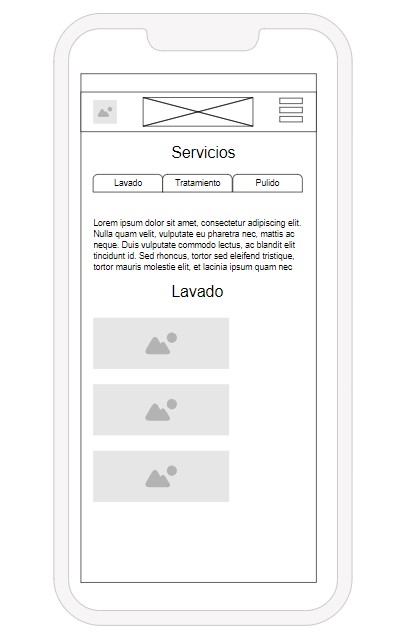 Servicios
Lavado
Tratamiento
Pulido
Lorem ipsum dolor sit amet, consectetur adipiscing elit.
Nulla quam velit, vulputate eu pharetra nec, mattis ac
neque. Duis vulputate commodo lectus, ac blandit elit
tincidunt id. Sed rhoncus, tortor sed eleifend tristique,
tortor mauris molestie elit, et lacinia ipsum quam nec
Lavado